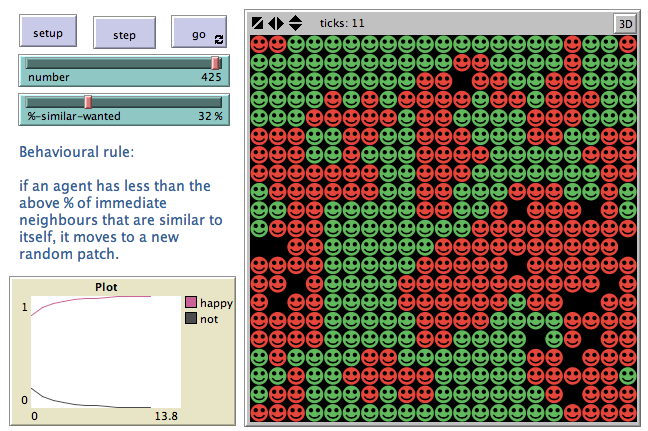 setup
step
go
ticks: 11
3D
number 425
%-similar-wanted 32 %
Behavioural rule:
if an agent has less than the
above % of immediate
neighbours that are similar to
itself, it moves to a new
random patch.
Plot
1
happy
not
0
0 13.8